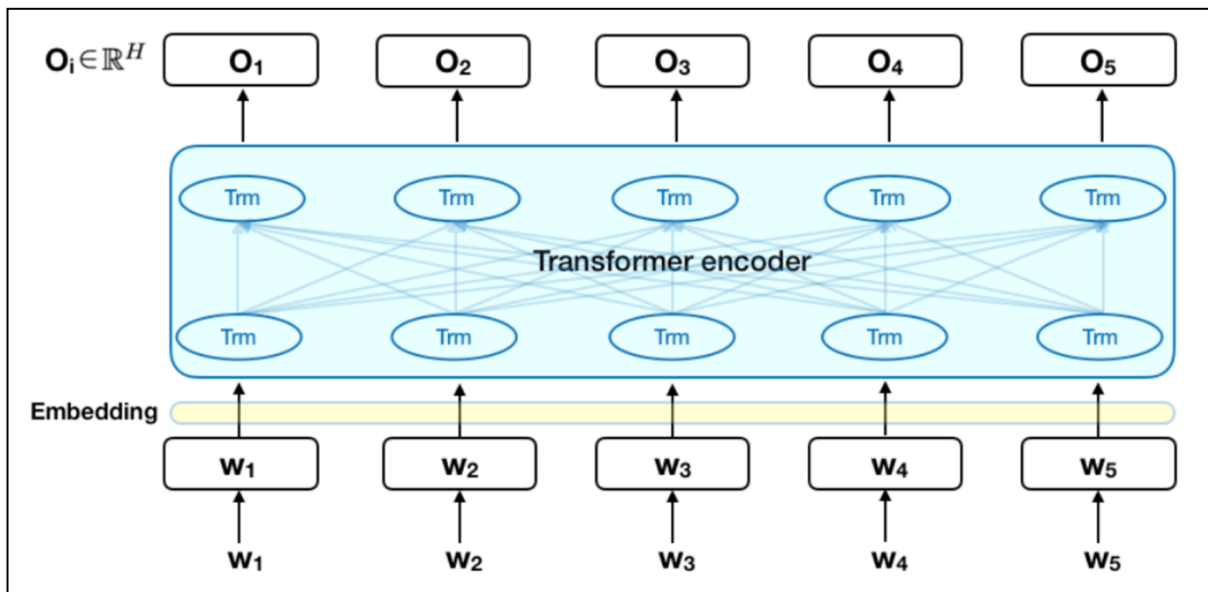 Oᵢ ∈ ℝᴴ O₁ O₂ O₃ O₄ O₅
Trm Trm Trm Trm Trm
Transformer encoder
Trm Trm Trm Trm Trm
Embedding
w₁ w₂ w₃ w₄ w₅
w₁ w₂ w₃ w₄ w₅